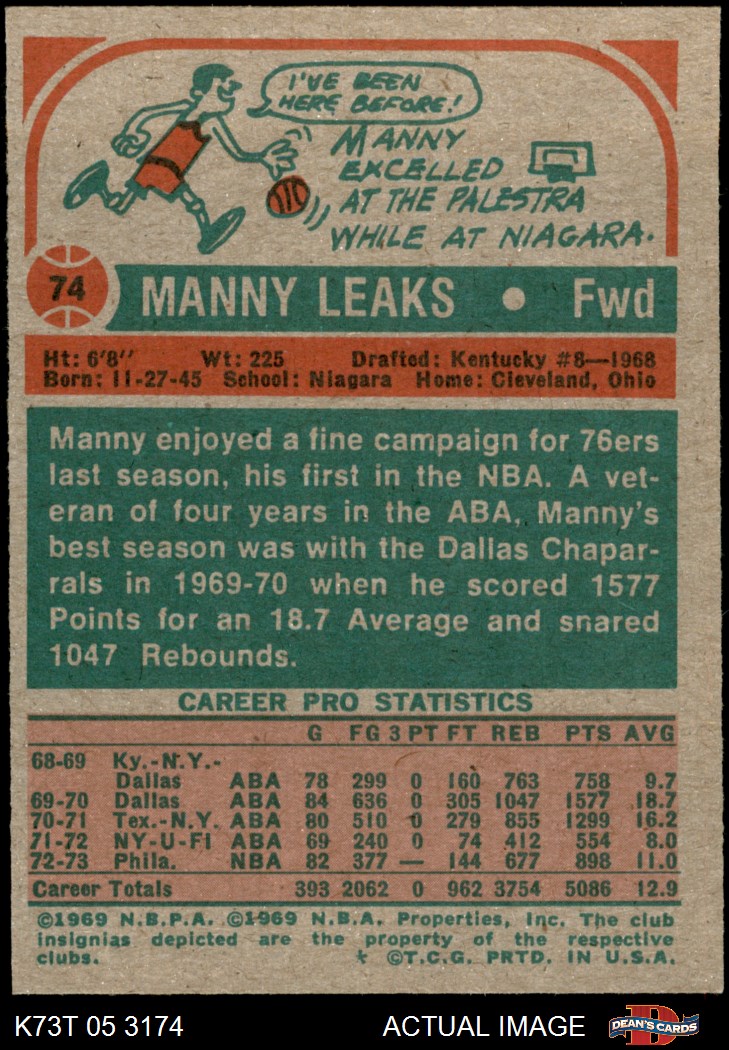 I'VE BEEN
HERE BEFORE!
MANNY
EXCELLED
AT THE PALESTRA
WHILE AT NIAGARA.
74 MANNY LEAKS • Fwd
Ht: 6'8" Wt: 225 Drafted: Kentucky #8—1968
Born: 11-27-45 School: Niagara Home: Cleveland, Ohio
Manny enjoyed a fine campaign for 76ers
last season, his first in the NBA. A vet-
eran of four years in the ABA, Manny's
best season was with the Dallas Chapar-
rals in 1969-70 when he scored 1577
Points for an 18.7 Average and snared
1047 Rebounds.
CAREER PRO STATISTICS
G FG 3 PT FT REB PTS AVG
68-69 Ky.-N.Y.-
Dallas ABA 78 299 0 160 763 758 9.7
69-70 Dallas ABA 84 636 0 305 1047 1577 18.7
70-71 Tex.-N.Y. ABA 80 510 0 279 855 1299 16.2
71-72 NY-U-Fl ABA 69 240 0 74 412 554 8.0
72-73 Phila. NBA 82 377 — 144 677 898 11.0
Career Totals 393 2062 0 962 3754 5086 12.9
©1969 N.B.P.A. ©1969 N.B.A. Properties, Inc. The club
insignias depicted are the property of the respective
clubs. * ©T.C.G. PRTD. IN U.S.A.
K73T 05 3174 ACTUAL IMAGE DEAN'S CARDS